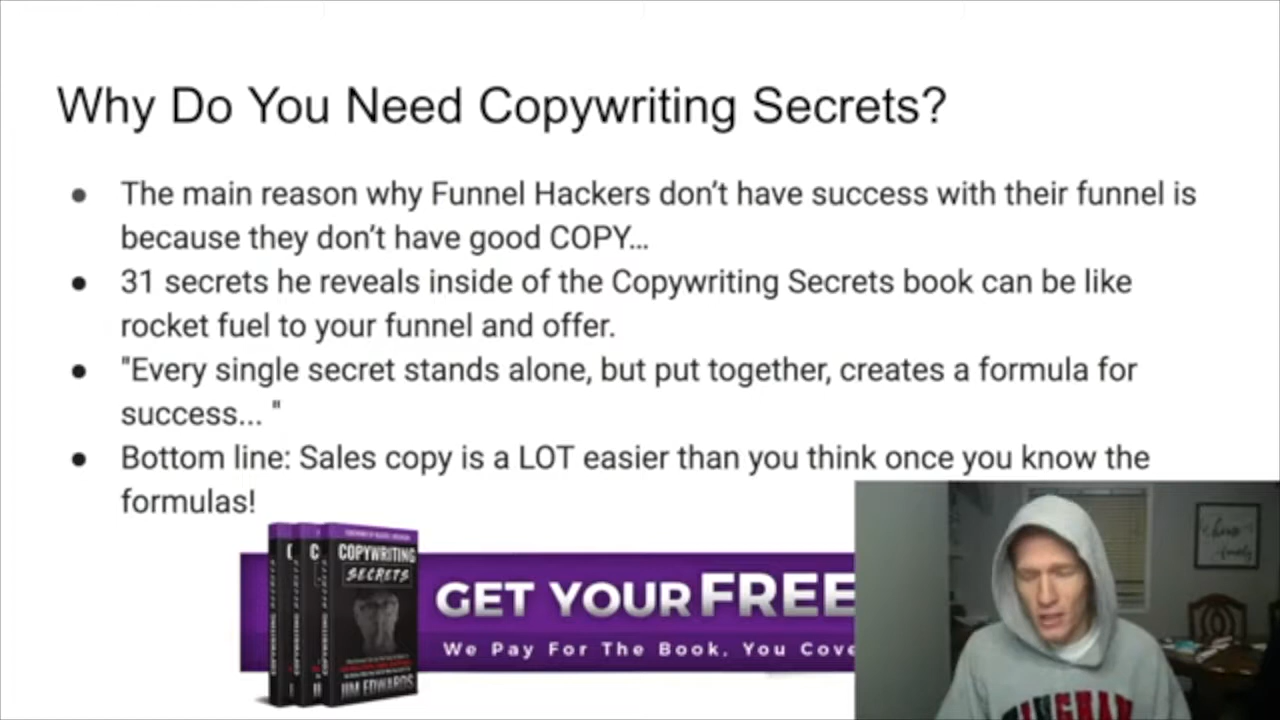 Why Do You Need Copywriting Secrets?
The main reason why Funnel Hackers don’t have success with their funnel is
because they don’t have good COPY…
31 secrets he reveals inside of the Copywriting Secrets book can be like
rocket fuel to your funnel and offer.
"Every single secret stands alone, but put together, creates a formula for
success... "
Bottom line: Sales copy is a LOT easier than you think once you know the
formulas!
COPYWRITING
SECRETS
JIM EDWARDS
GET YOUR FREE
We Pay For The Book, You Cove